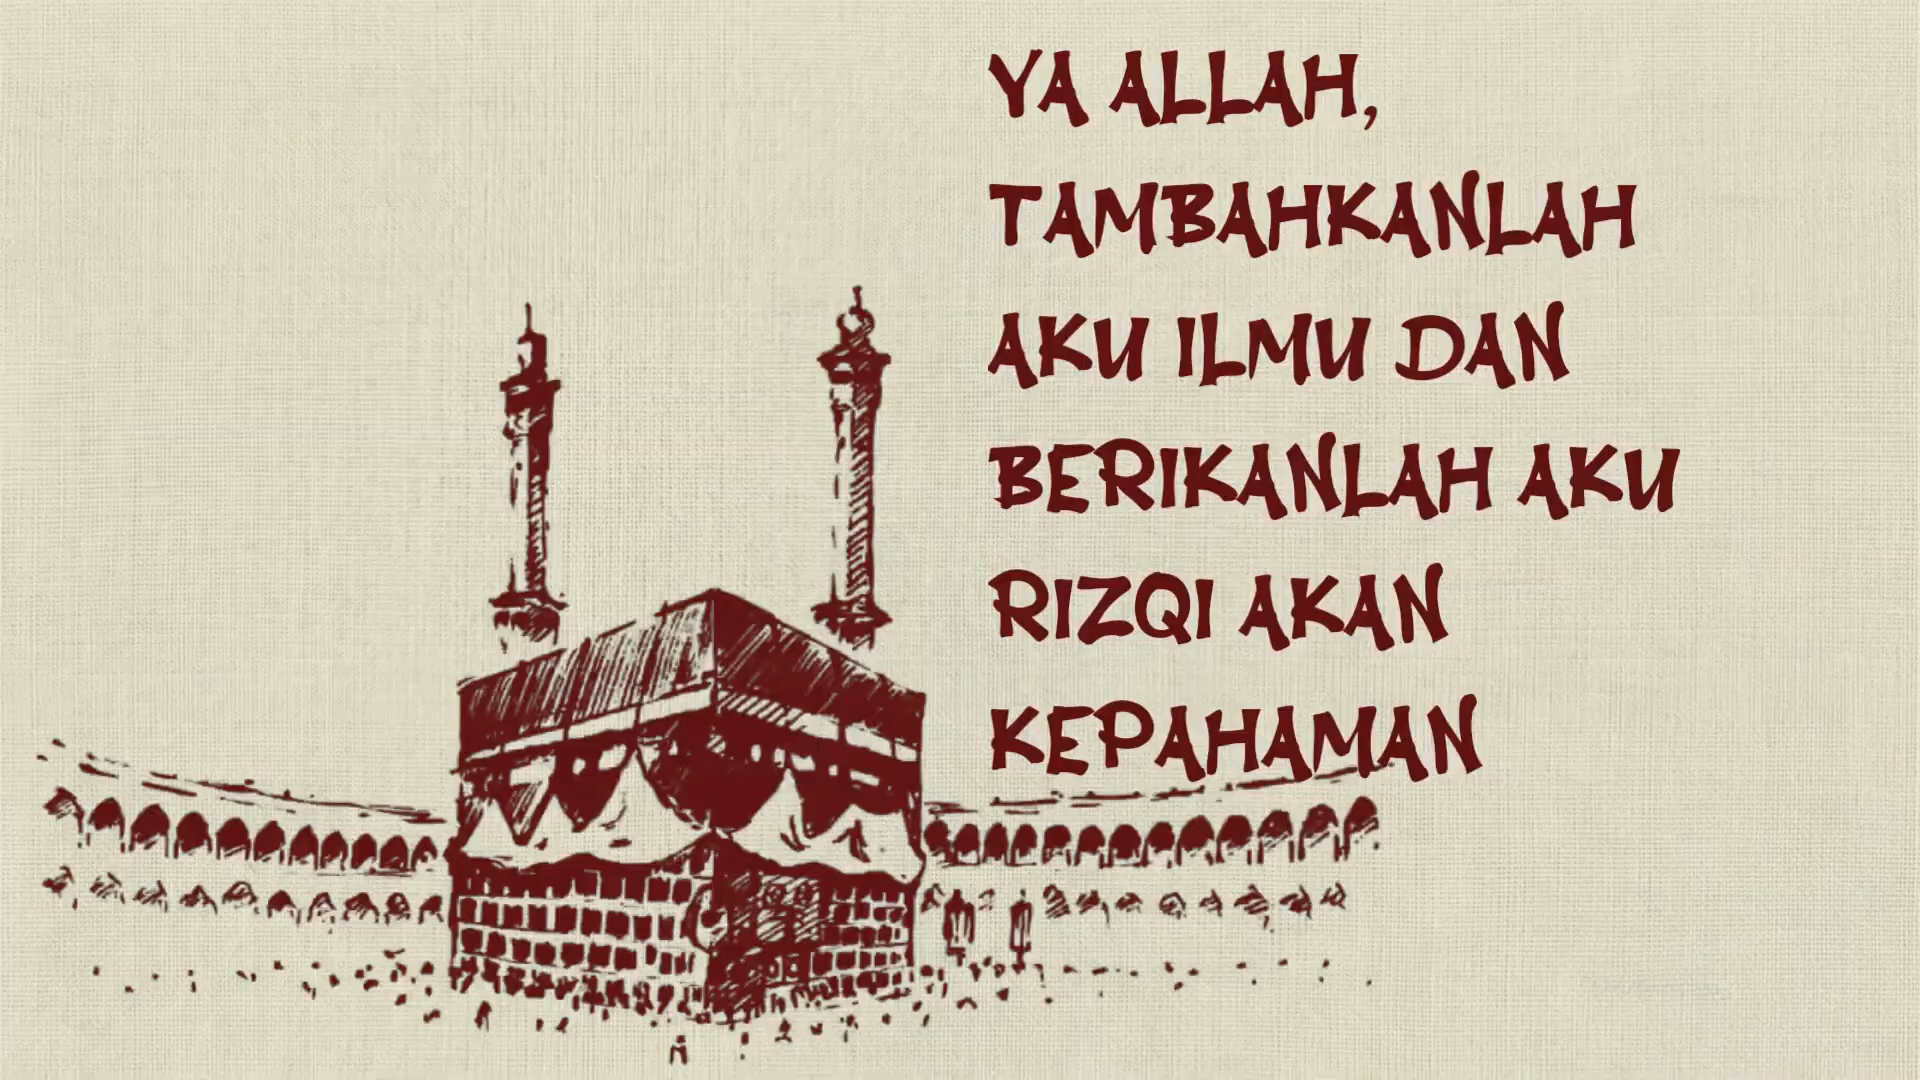 YA ALLAH,
TAMBAHKANLAH
AKU ILMU DAN
BERIKANLAH AKU
RIZQI AKAN
KEPAHAMAN